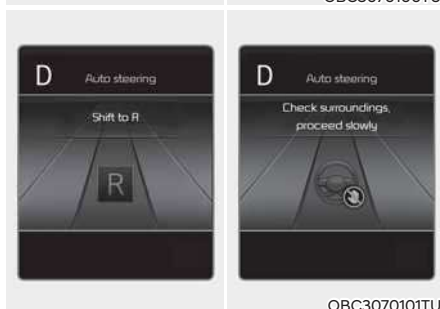 OBC3070100TU
D Auto steering
Shift to R
R
D Auto steering
Check surroundings,
proceed slowly
OBC3070101TU